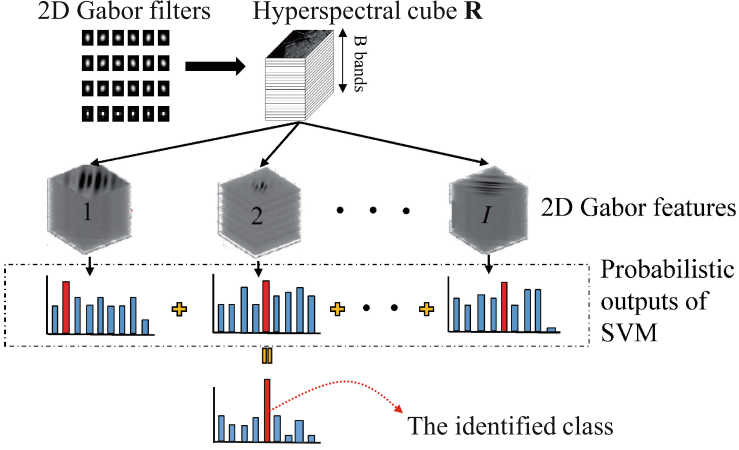 2D Gabor filters
Hyperspectral cube R
B bands
1
2
I
2D Gabor features
Probabilistic
outputs of
SVM
The identified class